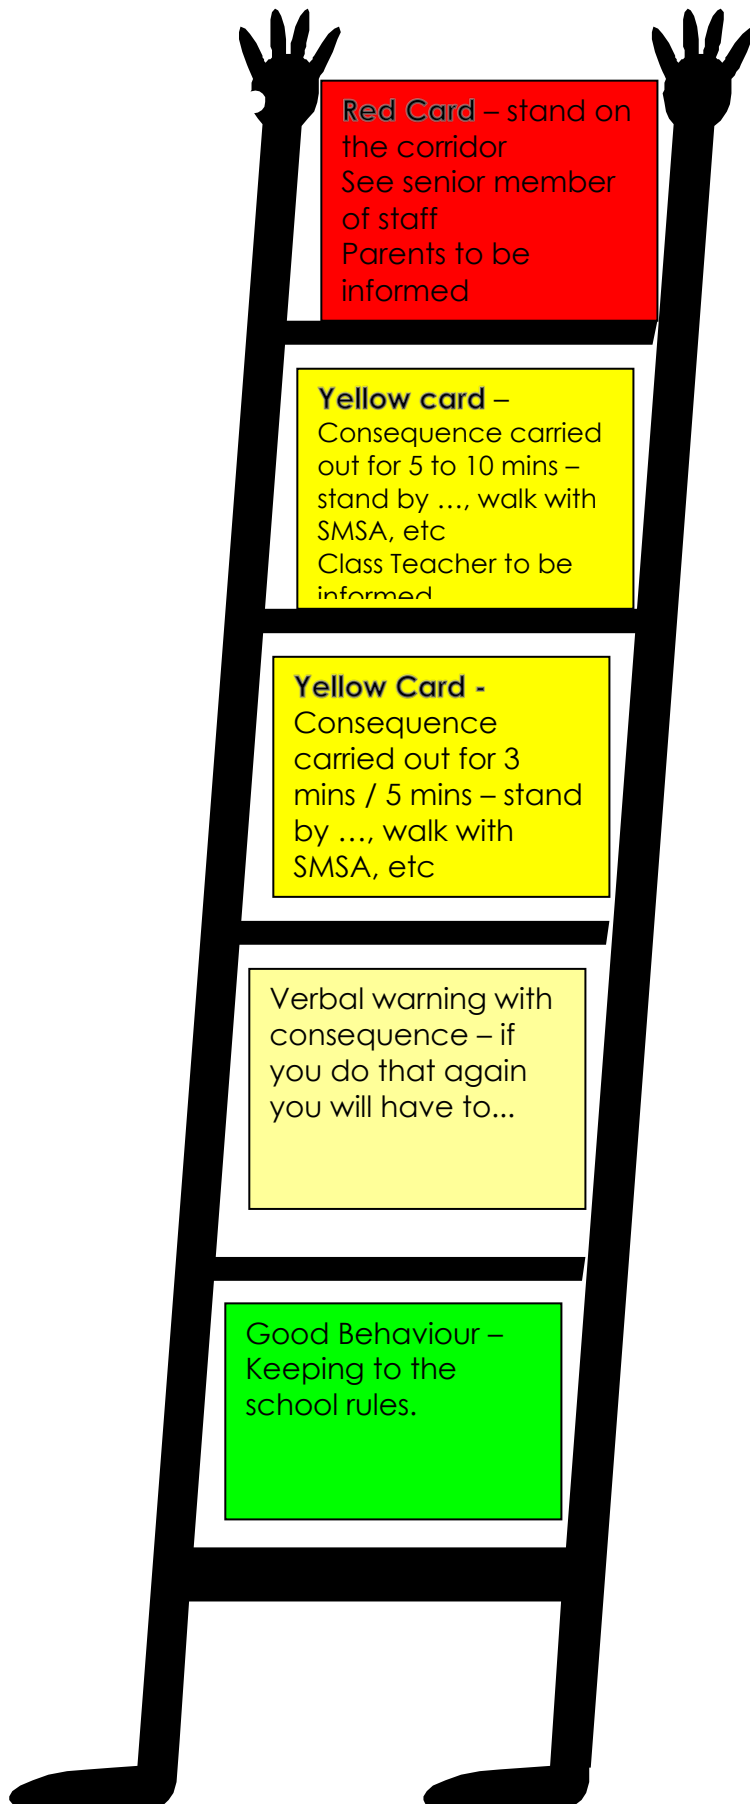 Red Card – stand on
the corridor
See senior member
of staff
Parents to be
informed
Yellow card –
Consequence carried
out for 5 to 10 mins –
stand by …, walk with
SMSA, etc
Class Teacher to be
informed
Yellow Card -
Consequence
carried out for 3
mins / 5 mins – stand
by …, walk with
SMSA, etc
Verbal warning with
consequence – if
you do that again
you will have to...
Good Behaviour –
Keeping to the
school rules.